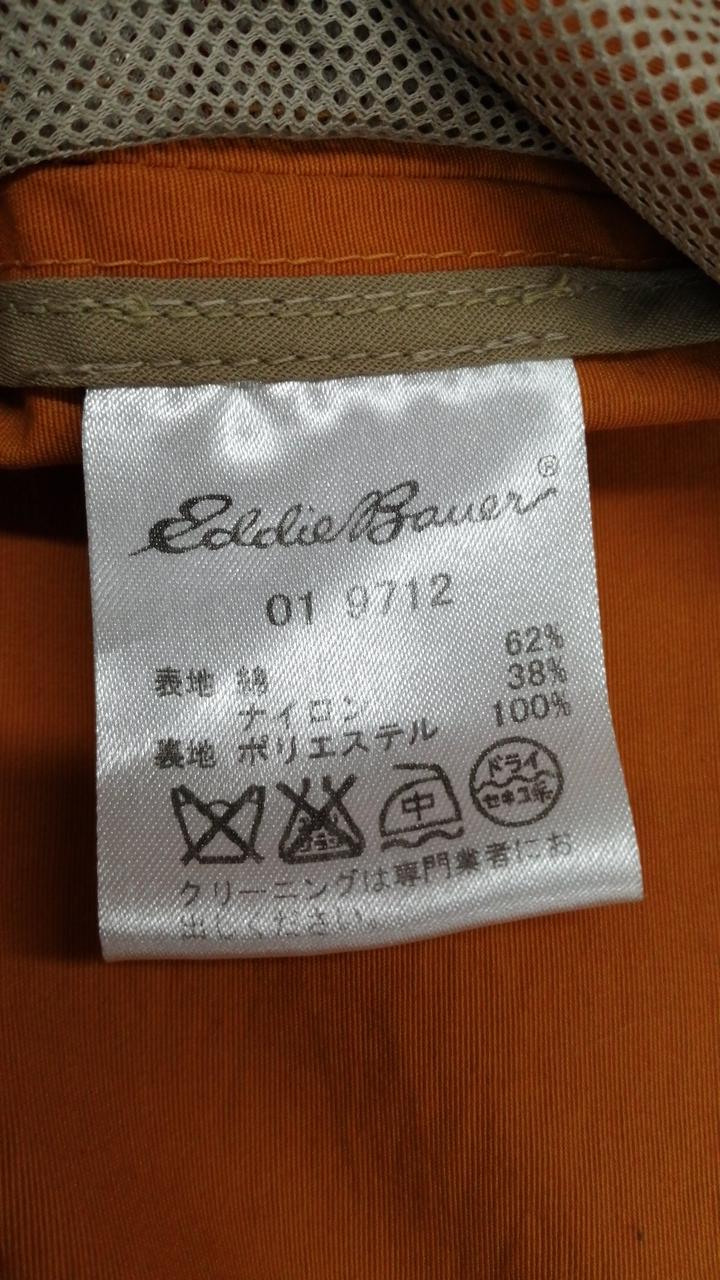 Eddie Bauer®
01 9712
表地 綿 62%
ナイロン 38%
裏地 ポリエステル 100%
中
ドライ
セキユ系
クリーニングは専門業者にお
出しください。